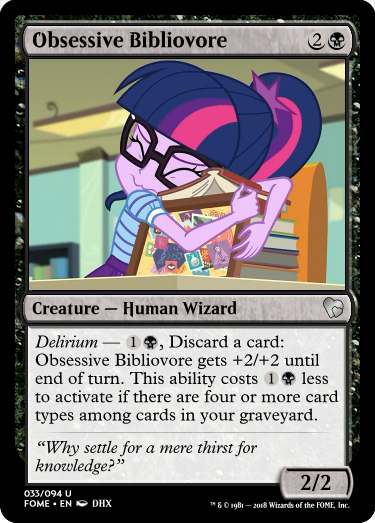 Obsessive Bibliovore 2
Creature — Human Wizard
Delirium — 1, Discard a card:
Obsessive Bibliovore gets +2/+2 until
end of turn. This ability costs 1 less
to activate if there are four or more card
types among cards in your graveyard.
“Why settle for a mere thirst for
knowledge?”
2/2
033/094 U
FOME • EN DHX
™ & © 1981 — 2018 Wizards of the FOME, Inc.